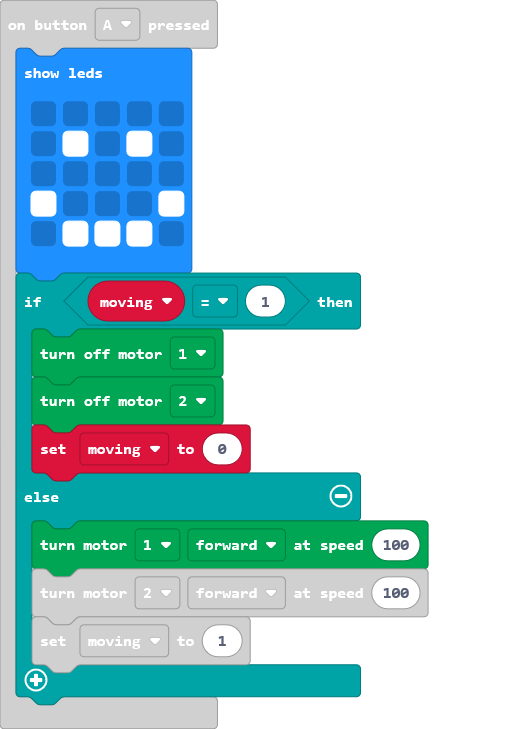 on button A pressed
show leds
if moving = 1 then
turn off motor 1
turn off motor 2
set moving to 0
else
turn motor 1 forward at speed 100
turn motor 2 forward at speed 100
set moving to 1